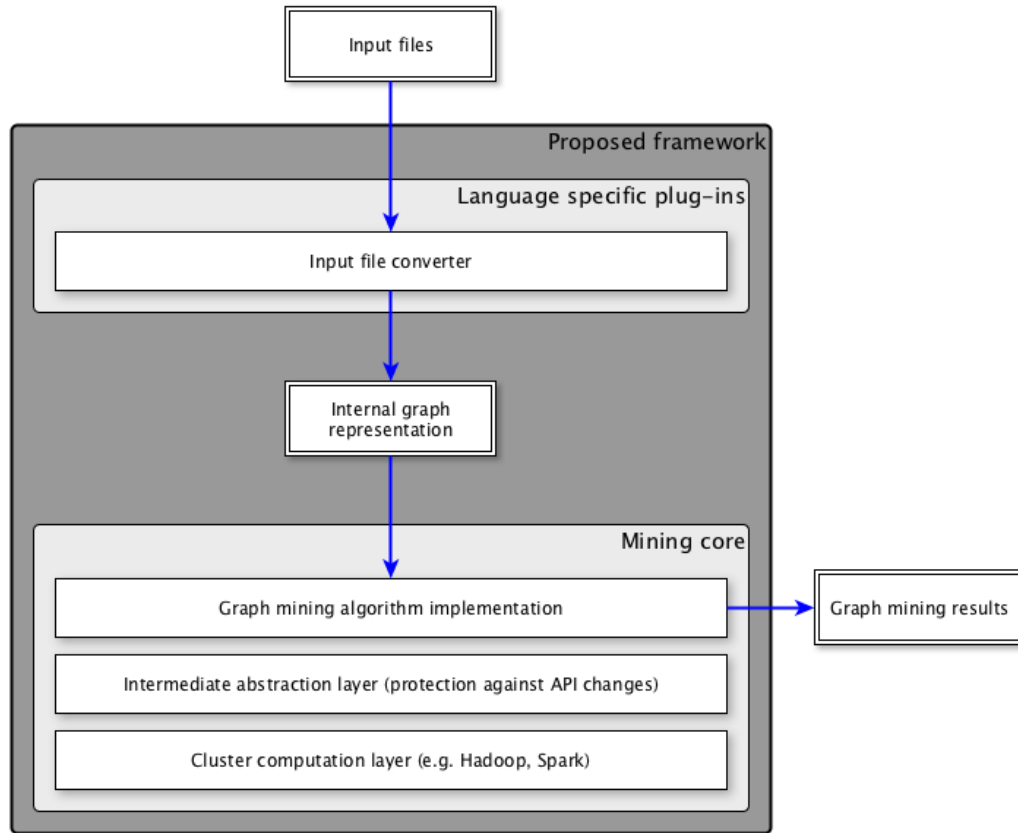 Input files
Proposed framework
Language specific plug-ins
Input file converter
Internal graph
representation
Mining core
Graph mining algorithm implementation
Graph mining results
Intermediate abstraction layer (protection against API changes)
Cluster computation layer (e.g. Hadoop, Spark)